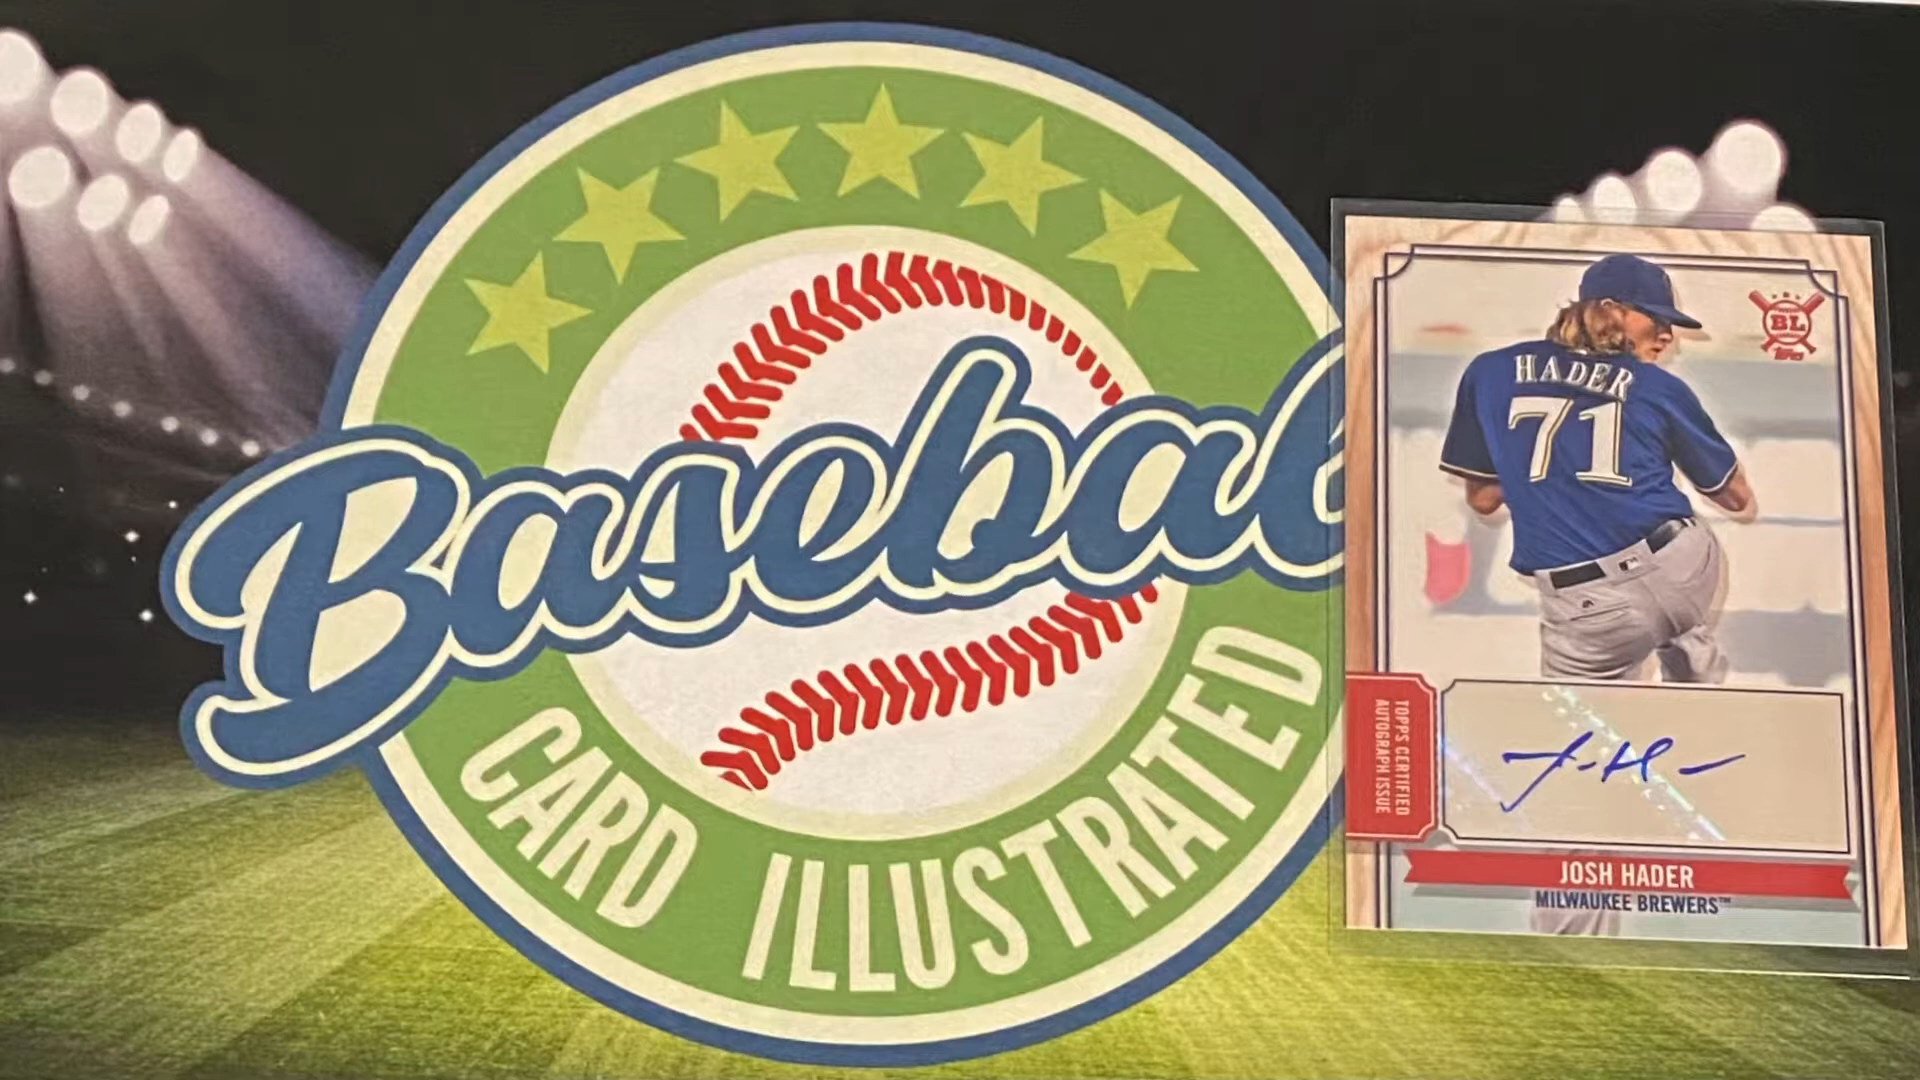 Basebal
CARD ILLUSTRATED
HADER
71
BL
topps
TOPPS CERTIFIED
AUTOGRAPH ISSUE
JOSH HADER
MILWAUKEE BREWERS™